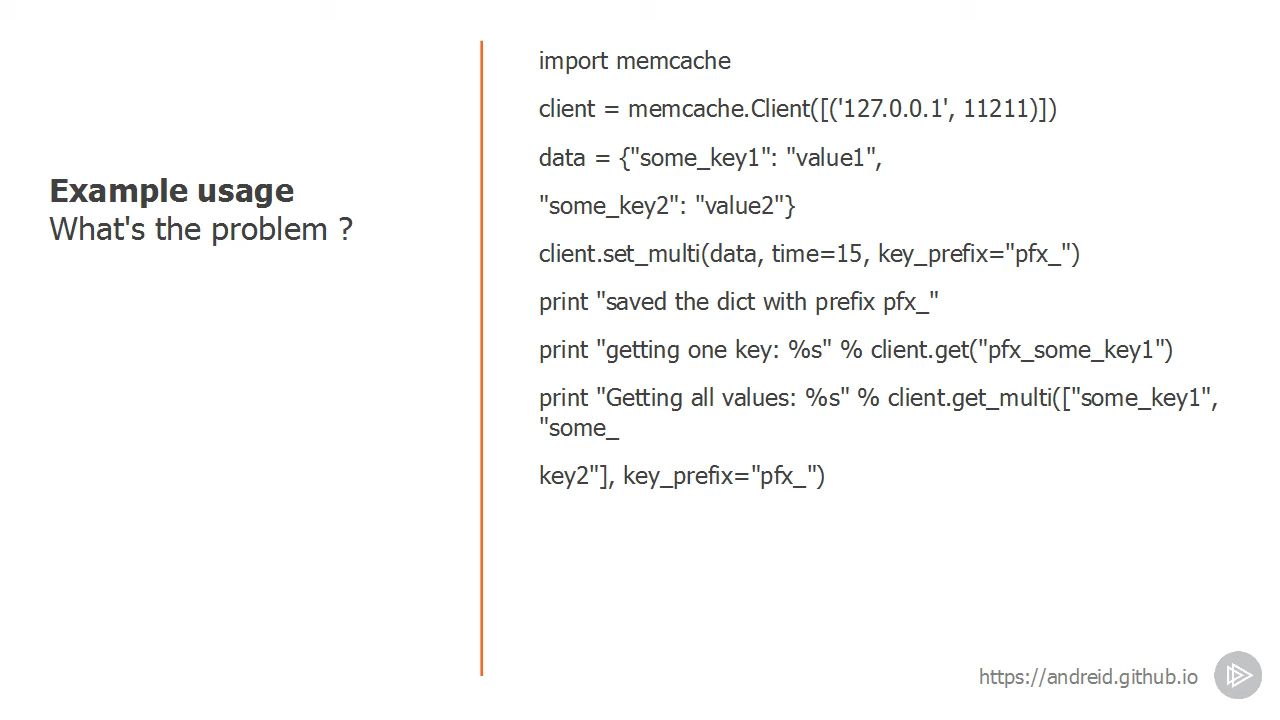 Example usage
What's the problem ?
import memcache
client = memcache.Client([('127.0.0.1', 11211)])
data = {"some_key1": "value1",
"some_key2": "value2"}
client.set_multi(data, time=15, key_prefix="pfx_")
print "saved the dict with prefix pfx_"
print "getting one key: %s" % client.get("pfx_some_key1")
print "Getting all values: %s" % client.get_multi(["some_key1",
"some_
key2"], key_prefix="pfx_")
https://andreid.github.io